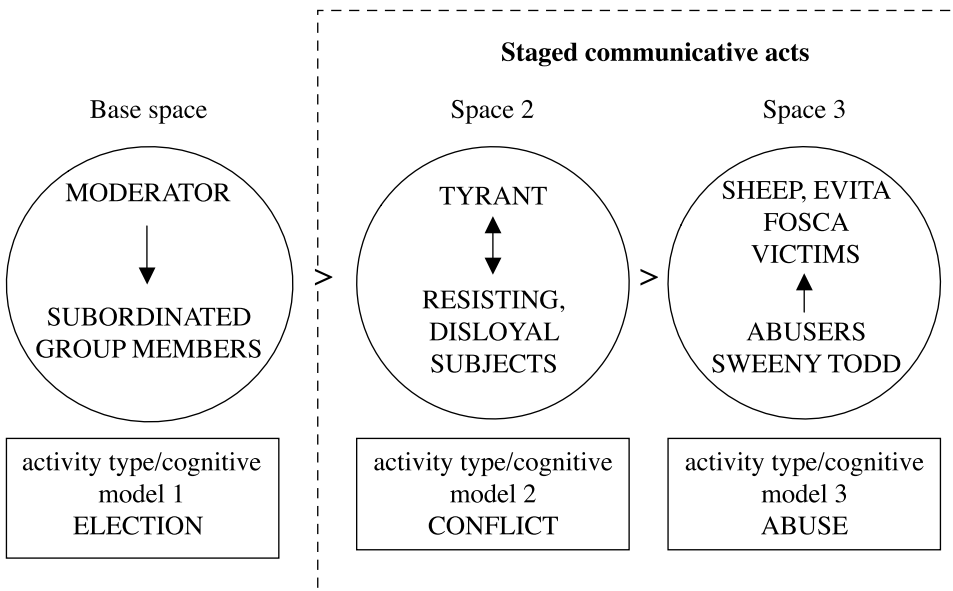 Staged communicative acts
Base space
MODERATOR
SUBORDINATED
GROUP MEMBERS
activity type/cognitive
model 1
ELECTION
>
Space 2
TYRANT
RESISTING,
DISLOYAL
SUBJECTS
activity type/cognitive
model 2
CONFLICT
>
Space 3
SHEEP, EVITA
FOSCA
VICTIMS
ABUSERS
SWEENY TODD
activity type/cognitive
model 3
ABUSE